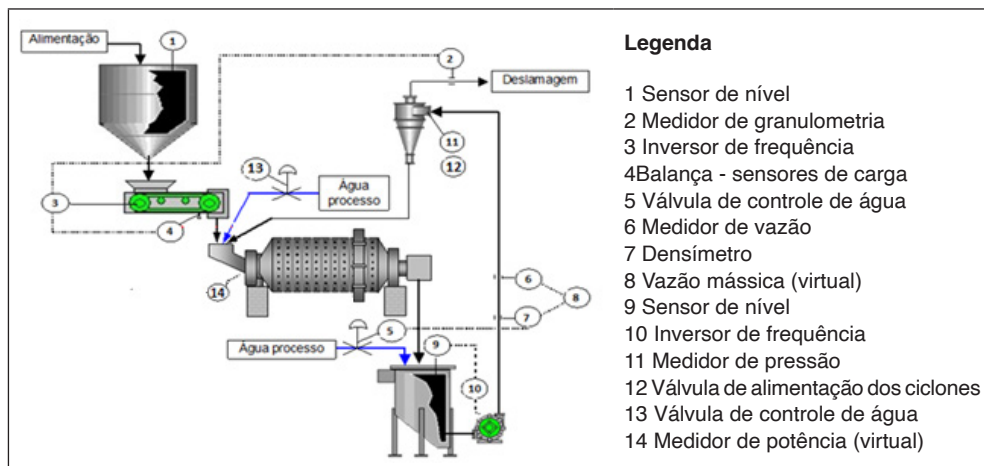 Alimentação
1
2
Deslamagem
11
12
13
Água
processo
3
4
14
6
8
7
5
9
Água processo
10
Legenda
1 Sensor de nível
2 Medidor de granulometria
3 Inversor de frequência
4Balança - sensores de carga
5 Válvula de controle de água
6 Medidor de vazão
7 Densímetro
8 Vazão mássica (virtual)
9 Sensor de nível
10 Inversor de frequência
11 Medidor de pressão
12 Válvula de alimentação dos ciclones
13 Válvula de controle de água
14 Medidor de potência (virtual)